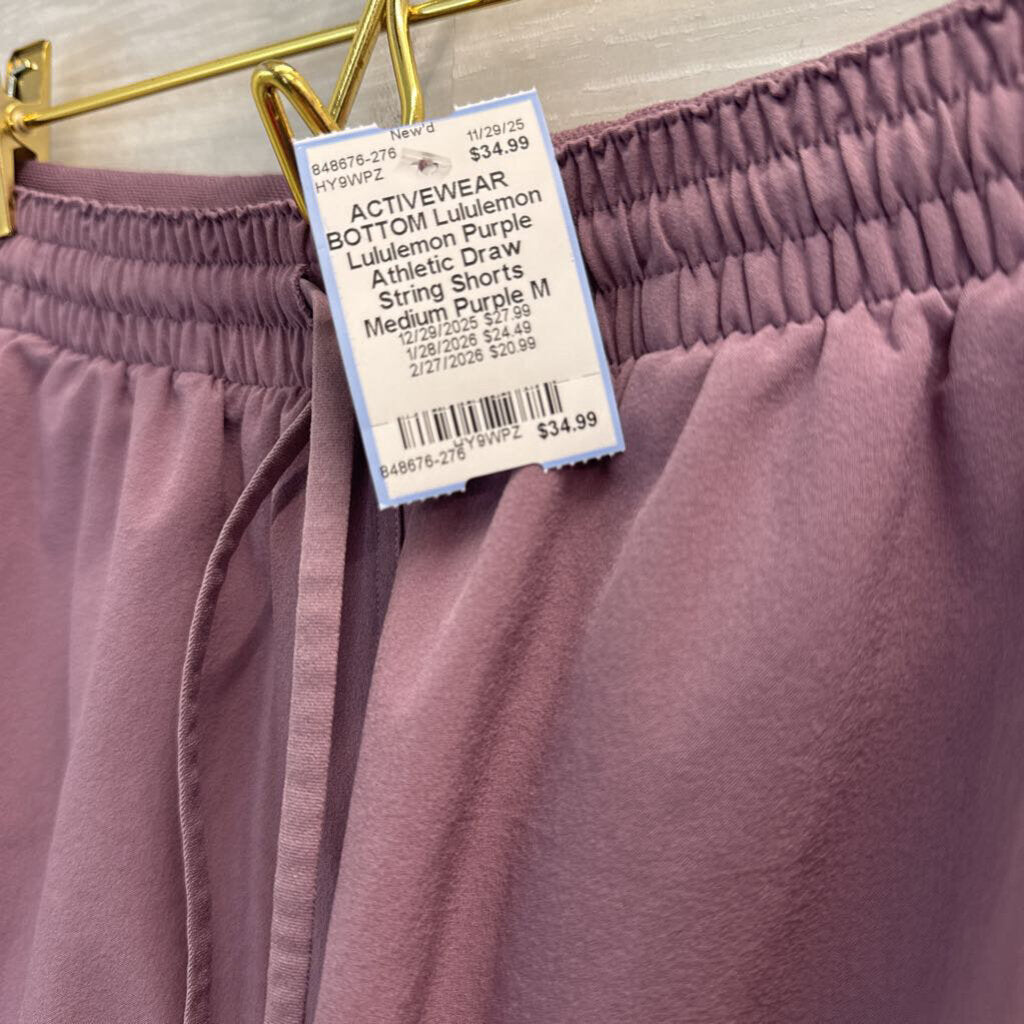 New'd 11/29/25
848676-276 $34.99
HY9WPZ
ACTIVEWEAR
BOTTOM Lululemon
Lululemon Purple
Athletic Draw
String Shorts
Medium Purple M
12/29/2025 $27.99
1/28/2026 $24.49
2/27/2026 $20.99
HY9WPZ $34.99
848676-276